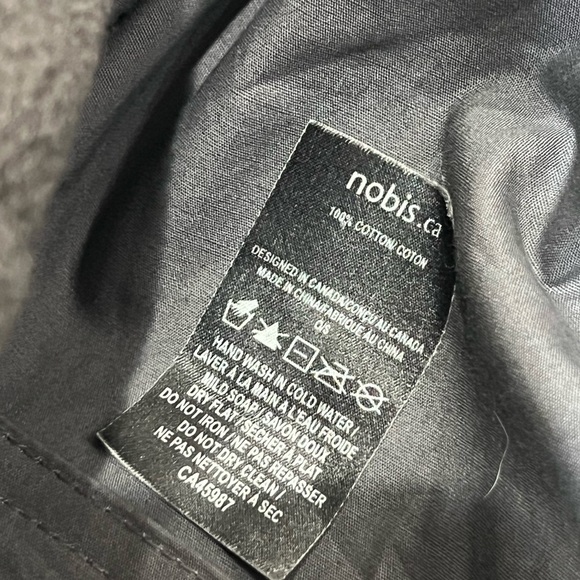 nobis.ca
100% COTTON/COTON
DESIGNED IN CANADA/CONÇU AU CANADA
MADE IN CHINA/FABRIQUE AU CHINA
OS
HAND WASH IN COLD WATER /
LAVER À LA MAIN À L'EAU FROIDE
MILD SOAP / SAVON DOUX
DRY FLAT / SÉCHER À PLAT
DO NOT IRON / NE PAS REPASSER
DO NOT DRY CLEAN /
NE PAS NETTOYER À SEC
CA45987